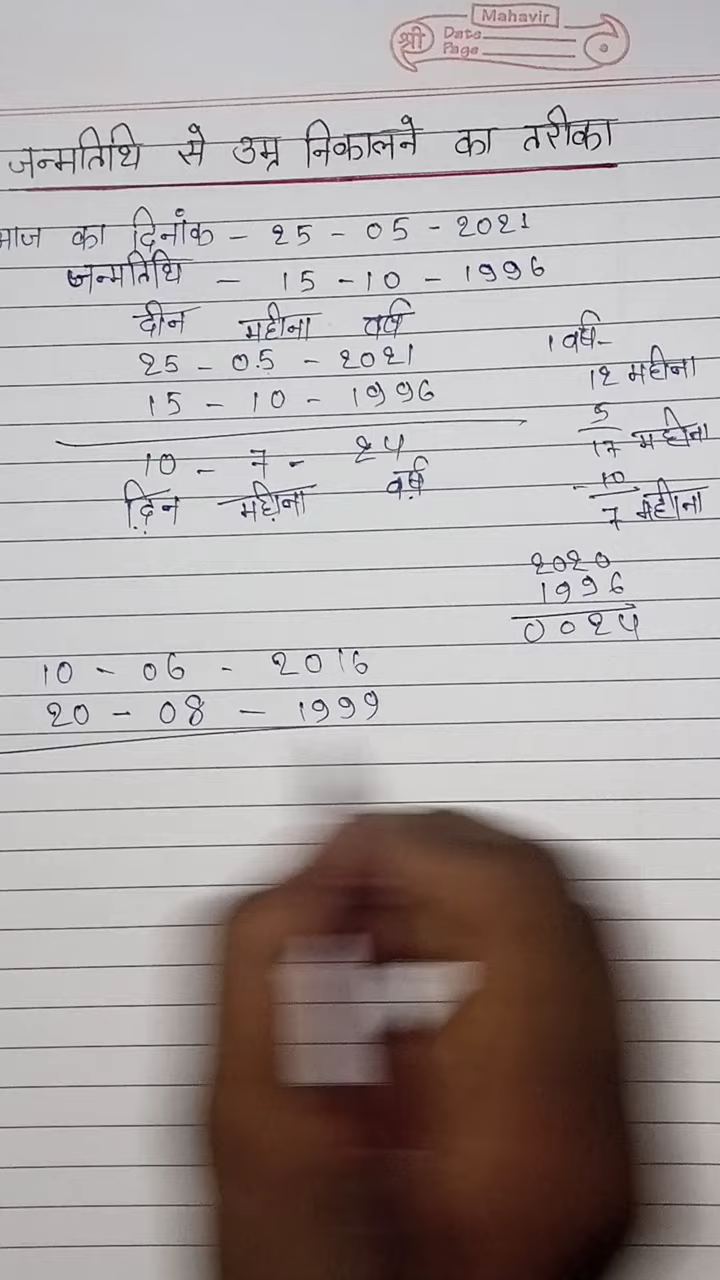 Mahavir
श्री
Date
Page
जन्मतिथि से उम्र निकालने का तरीका
आज का दिनांक - 25 - 05 - 2021
जन्मतिथि - 15 - 10 - 1996
दीन महीना वर्ष
25 - 05 - 2021
15 - 10 - 1996
10 - 7 - 24
दिन महीना वर्ष
1 वर्ष -
12 महीना
5
17 महीना
- 10
7 महीना
2020
1996
0024
10 - 06 - 2016
20 - 08 - 1999